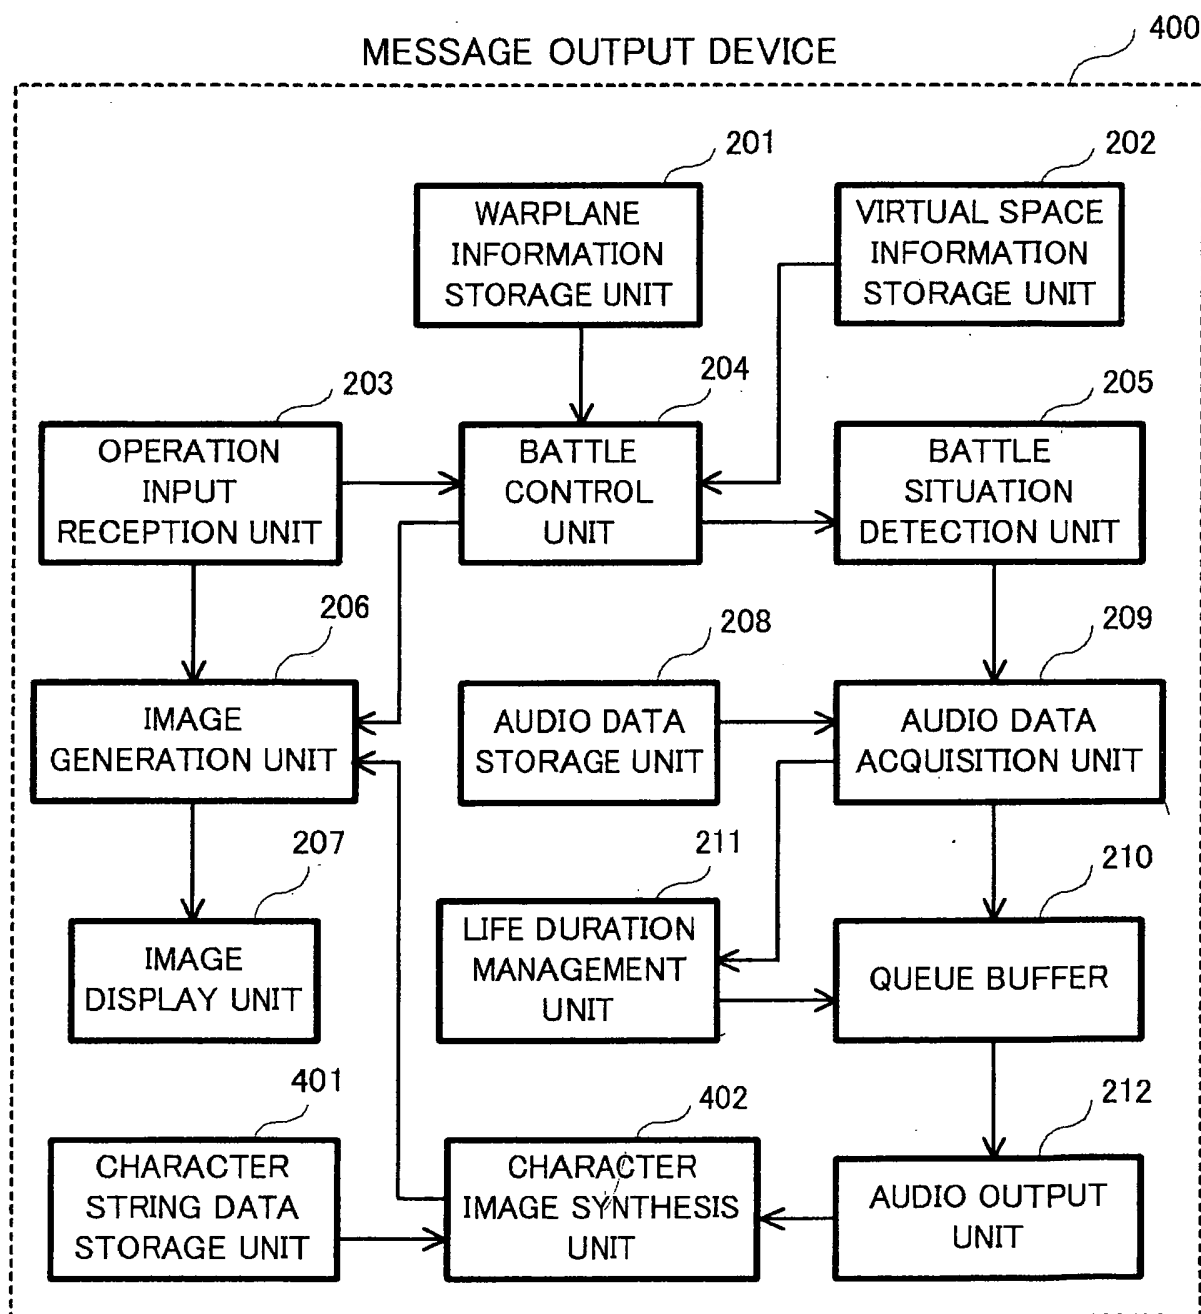 400
MESSAGE OUTPUT DEVICE
201
WARPLANE
INFORMATION
STORAGE UNIT
202
VIRTUAL SPACE
INFORMATION
STORAGE UNIT
203
OPERATION
INPUT
RECEPTION UNIT
204
BATTLE
CONTROL
UNIT
205
BATTLE
SITUATION
DETECTION UNIT
206
IMAGE
GENERATION UNIT
208
AUDIO DATA
STORAGE UNIT
209
AUDIO DATA
ACQUISITION UNIT
207
IMAGE
DISPLAY UNIT
211
LIFE DURATION
MANAGEMENT
UNIT
210
QUEUE BUFFER
401
CHARACTER
STRING DATA
STORAGE UNIT
402
CHARACTER
IMAGE SYNTHESIS
UNIT
212
AUDIO OUTPUT
UNIT